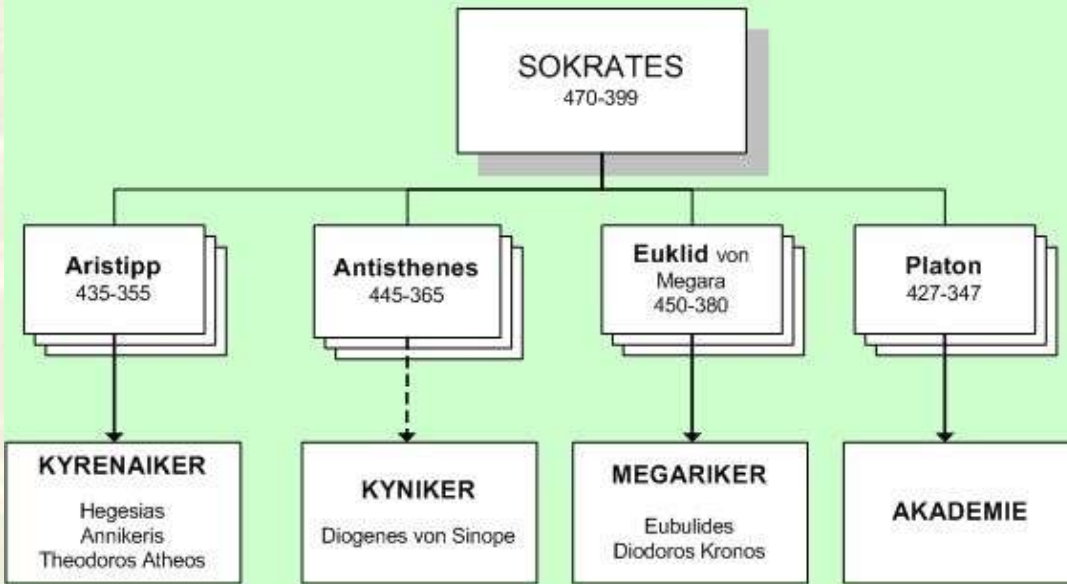 SOKRATES
470-399
Aristipp
435-355
Antisthenes
445-365
Euklid von
Megara
450-380
Platon
427-347
KYRENAIKER
Hegesias
Annikeris
Theodoros Atheos
KYNIKER
Diogenes von Sinope
MEGARIKER
Eubulides
Diodoros Kronos
AKADEMIE